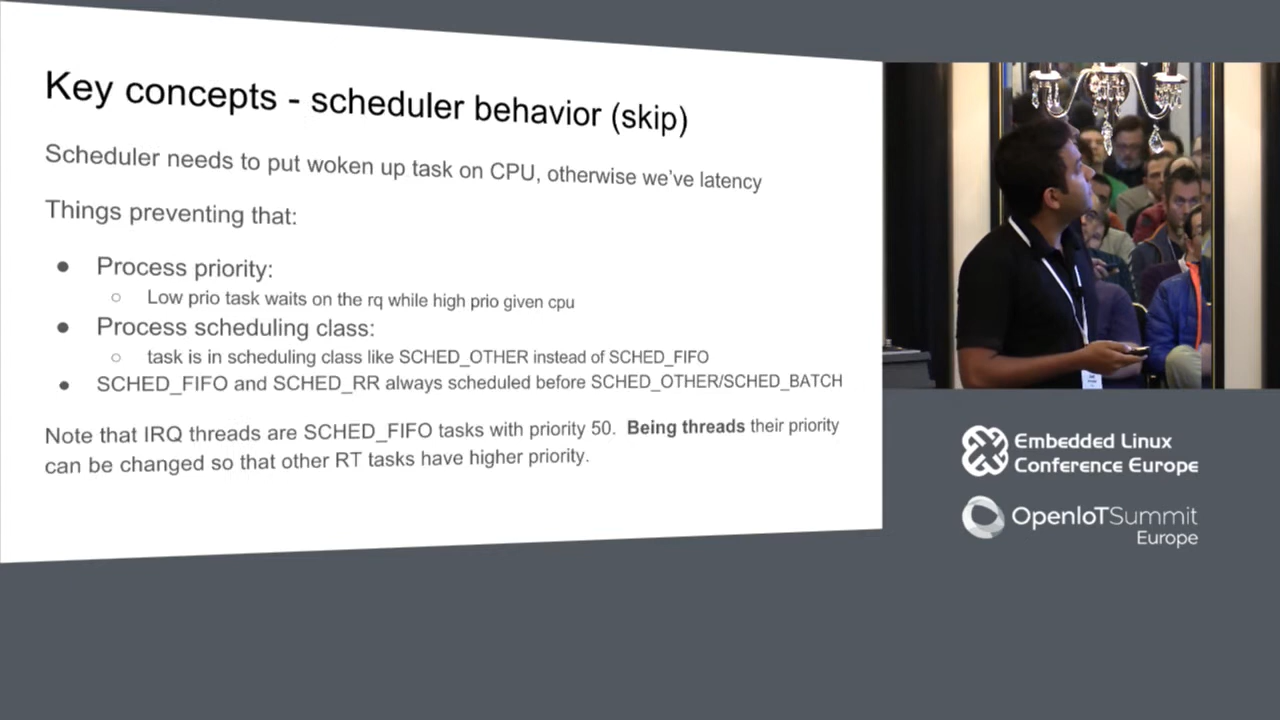 Key concepts - scheduler behavior (skip)
Scheduler needs to put woken up task on CPU, otherwise we've latency
Things preventing that:
● Process priority:
○ Low prio task waits on the rq while high prio given cpu
● Process scheduling class:
○ task is in scheduling class like SCHED_OTHER instead of SCHED_FIFO
● SCHED_FIFO and SCHED_RR always scheduled before SCHED_OTHER/SCHED_BATCH
Note that IRQ threads are SCHED_FIFO tasks with priority 50. Being threads their priority
can be changed so that other RT tasks have higher priority.
Embedded Linux
Conference Europe
OpenIoTSummit
Europe